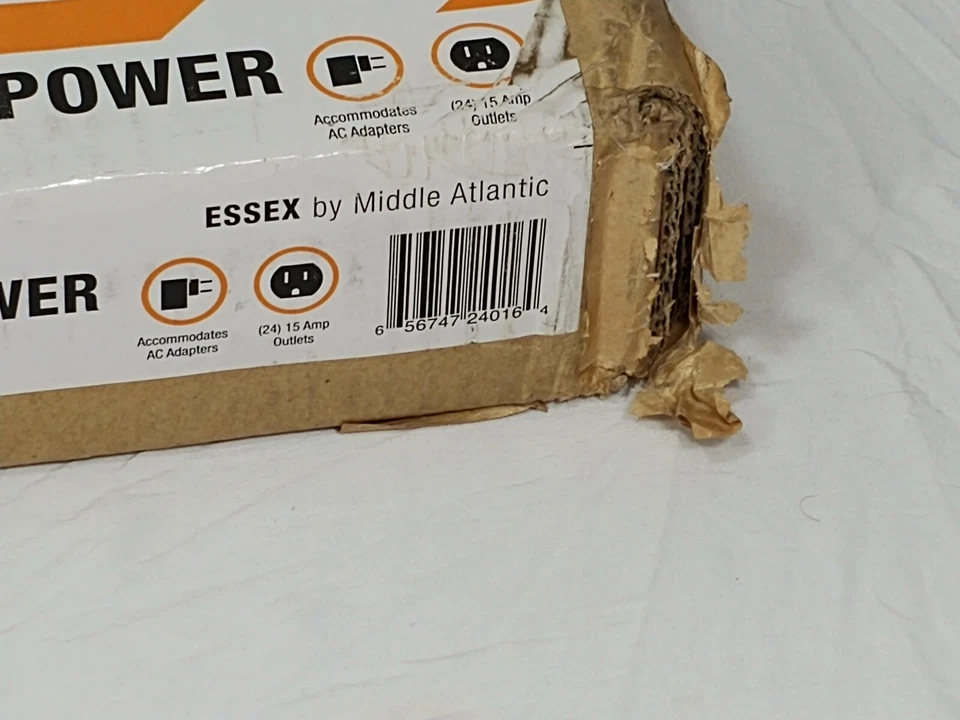 POWER
Accommodates
AC Adapters
(24) 15 Amp
Outlets
ESSEX by Middle Atlantic
WER
Accommodates
AC Adapters
(24) 15 Amp
Outlets
6 56747 24016 4